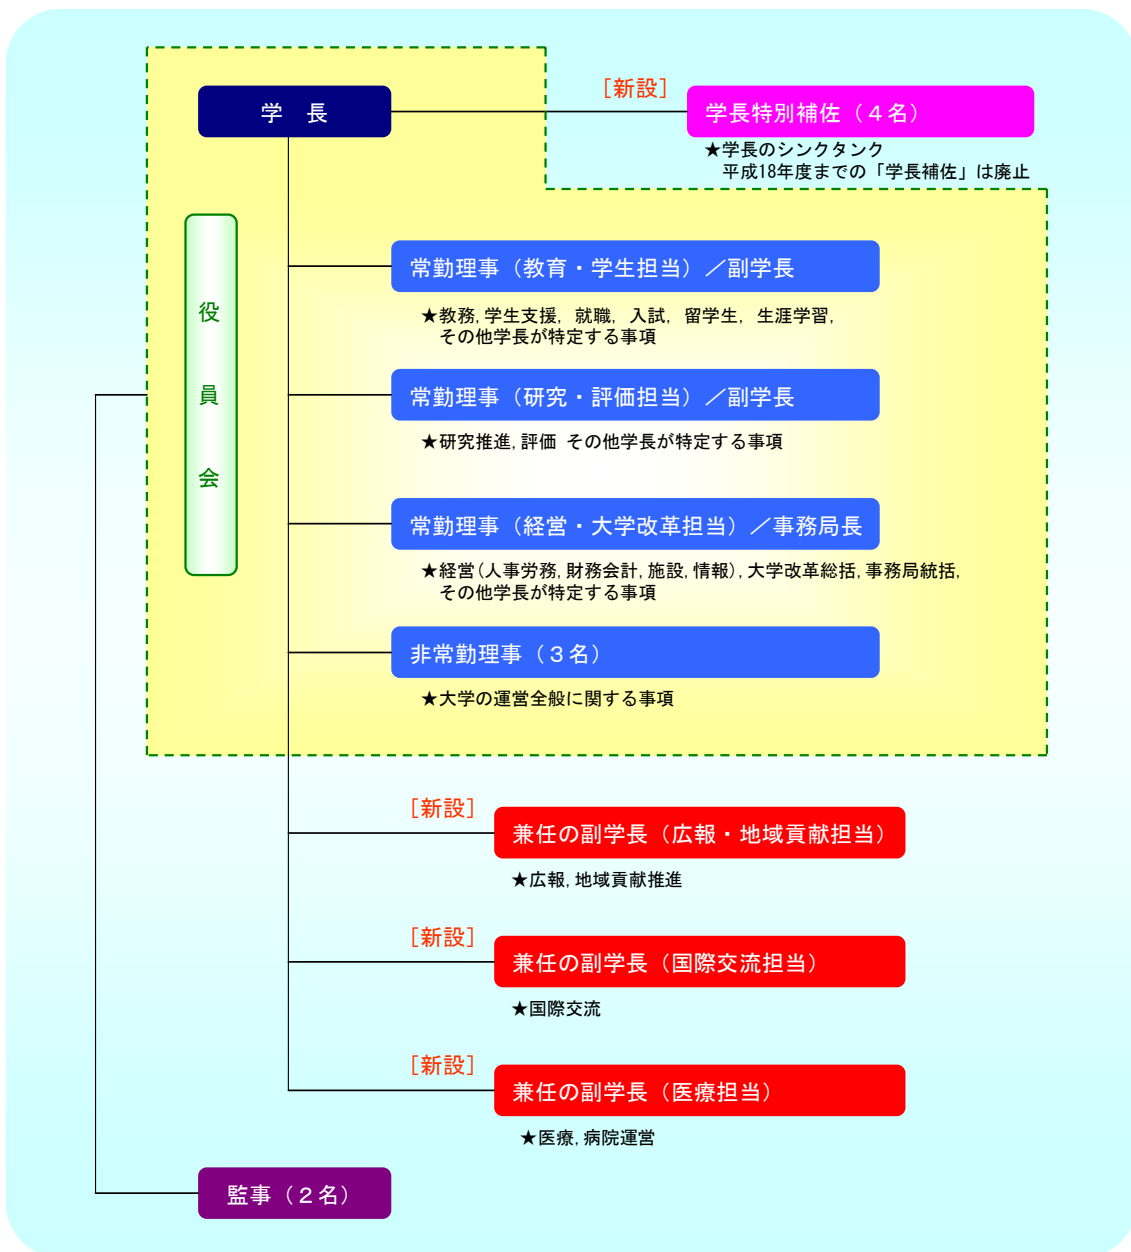 学　長
［新設］
学長特別補佐（４名）
★学長のシンクタンク
平成18年度までの「学長補佐」は廃止
役
員
会
常勤理事（教育・学生担当）／副学長
★教務,学生支援, 就職, 入試, 留学生, 生涯学習,
その他学長が特定する事項
常勤理事（研究・評価担当）／副学長
★研究推進,評価 その他学長が特定する事項
常勤理事（経営・大学改革担当）／事務局長
★経営(人事労務,財務会計,施設,情報),大学改革総括,事務局統括,
その他学長が特定する事項
非常勤理事（３名）
★大学の運営全般に関する事項
［新設］
兼任の副学長（広報・地域貢献担当）
★広報,地域貢献推進
［新設］
兼任の副学長（国際交流担当）
★国際交流
［新設］
兼任の副学長（医療担当）
★医療,病院運営
監事（２名）